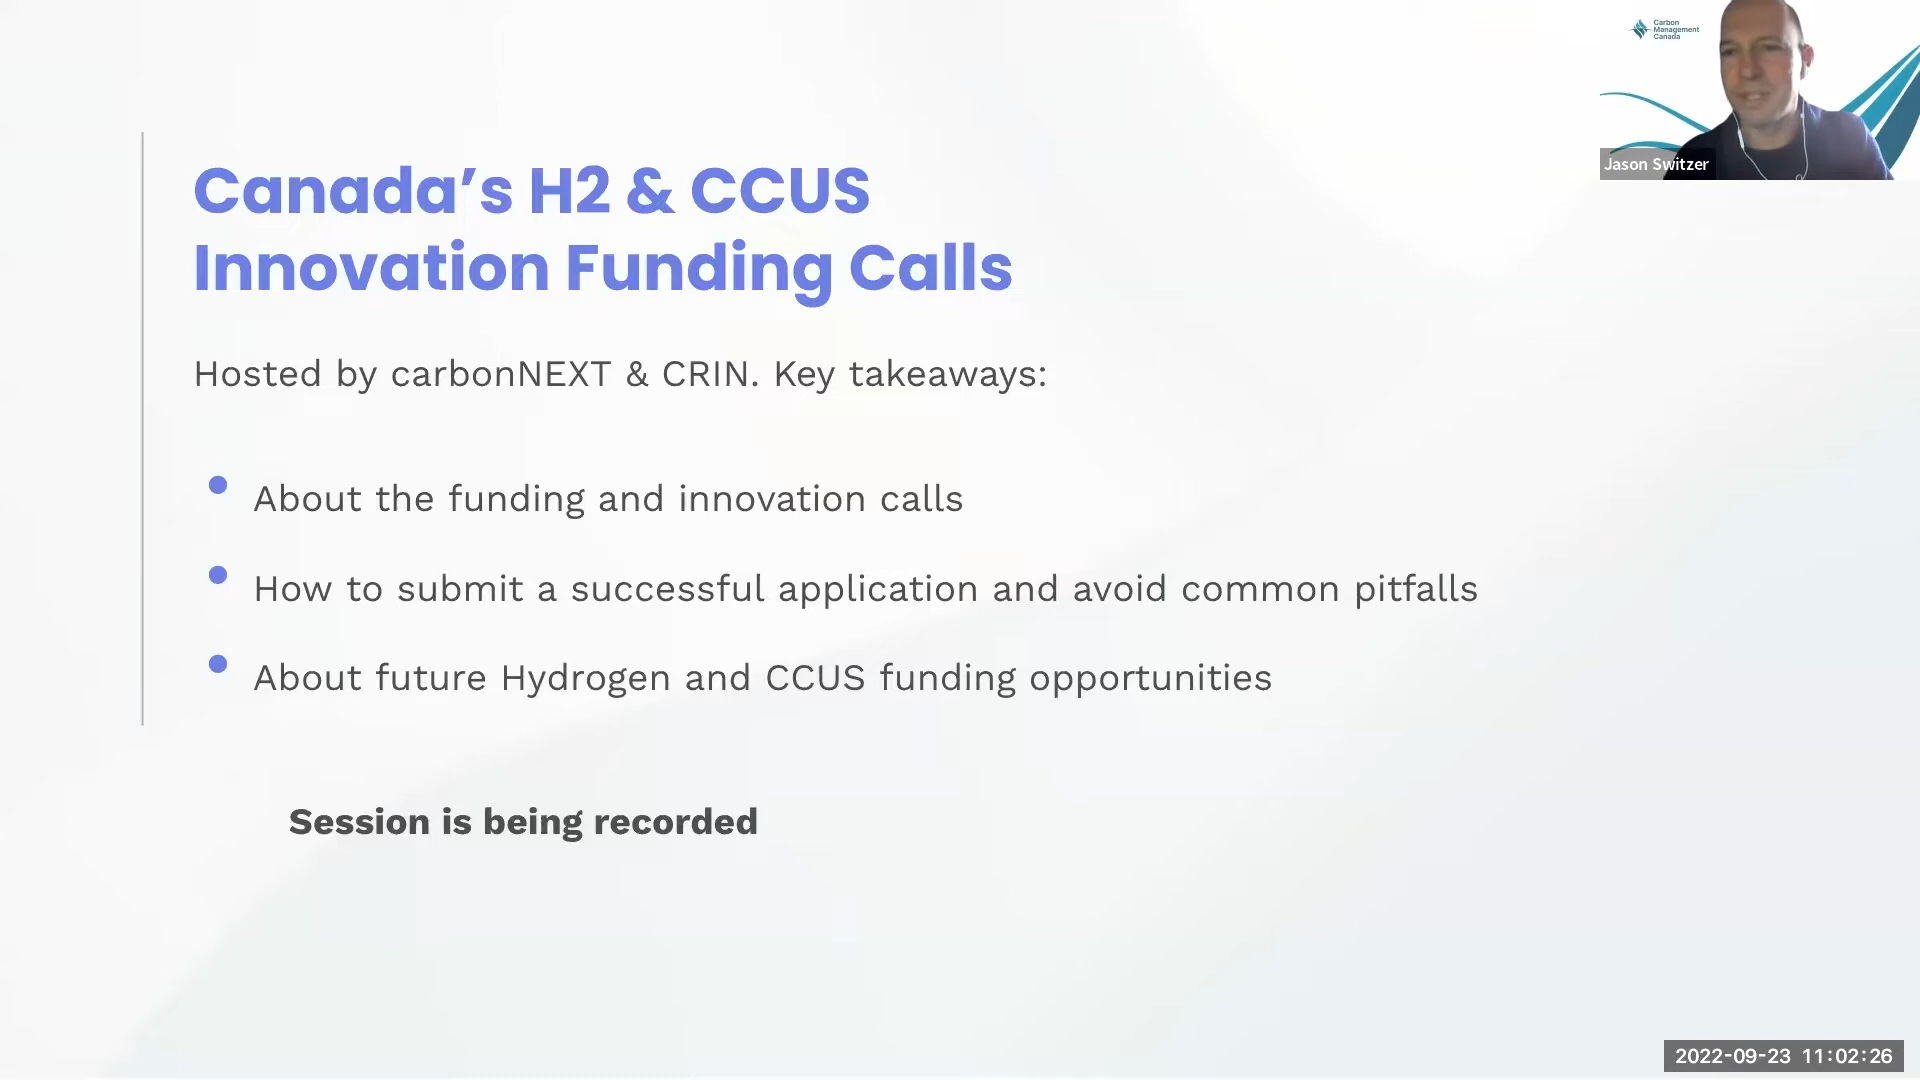 Carbon
Management
Canada
Jason Switzer
Canada’s H2 & CCUS
Innovation Funding Calls
Hosted by carbonNEXT & CRIN. Key takeaways:
• About the funding and innovation calls
• How to submit a successful application and avoid common pitfalls
• About future Hydrogen and CCUS funding opportunities
Session is being recorded
2022-09-23 11:02:26